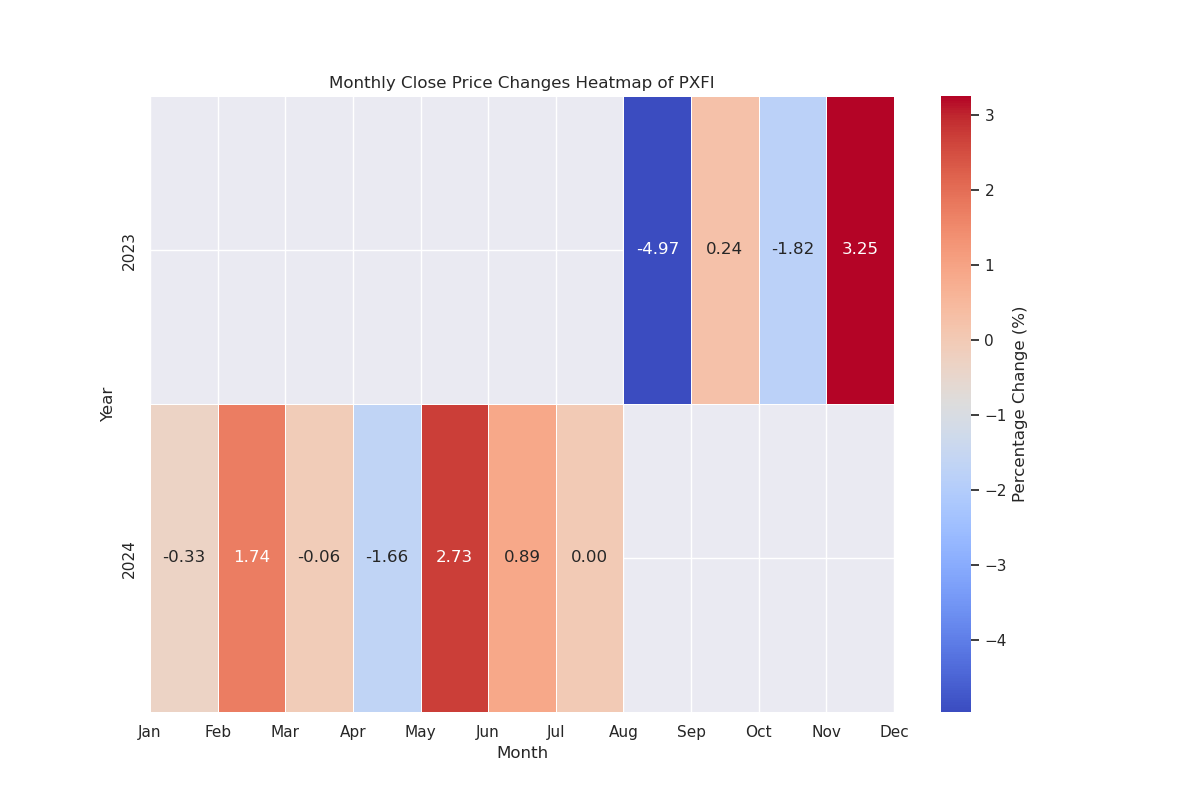 Monthly Close Price Changes Heatmap of PXFI
Year
2023
-4.97 0.24 -1.82 3.25
2024
-0.33 1.74 -0.06 -1.66 2.73 0.89 0.00
Jan Feb Mar Apr May Jun Jul Aug Sep Oct Nov Dec
Month
3
2
1
0
−1
−2
−3
−4
Percentage Change (%)